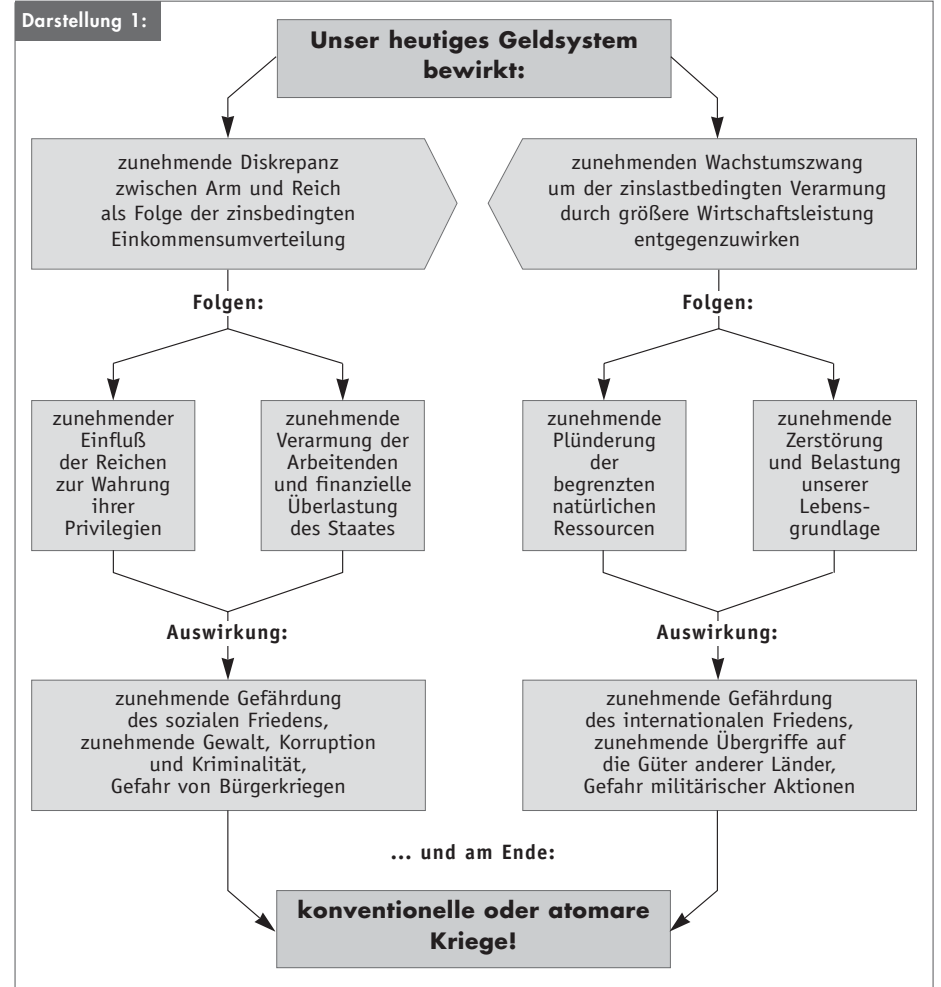 Darstellung 1:
Unser heutiges Geldsystem
bewirkt:
zunehmende Diskrepanz
zwischen Arm und Reich
als Folge der zinsbedingten
Einkommensumverteilung
zunehmenden Wachstumszwang
um der zinslastbedingten Verarmung
durch größere Wirtschaftsleistung
entgegenzuwirken
Folgen:
Folgen:
zunehmender
Einfluß
der Reichen
zur Wahrung
ihrer
Privilegien
zunehmende
Verarmung der
Arbeitenden
und finanzielle
Überlastung
des Staates
zunehmende
Plünderung
der
begrenzten
natürlichen
Ressourcen
zunehmende
Zerstörung
und Belastung
unserer
Lebens-
grundlage
Auswirkung:
Auswirkung:
zunehmende Gefährdung
des sozialen Friedens,
zunehmende Gewalt, Korruption
und Kriminalität,
Gefahr von Bürgerkriegen
zunehmende Gefährdung
des internationalen Friedens,
zunehmende Übergriffe auf
die Güter anderer Länder,
Gefahr militärischer Aktionen
... und am Ende:
konventionelle oder atomare
Kriege!